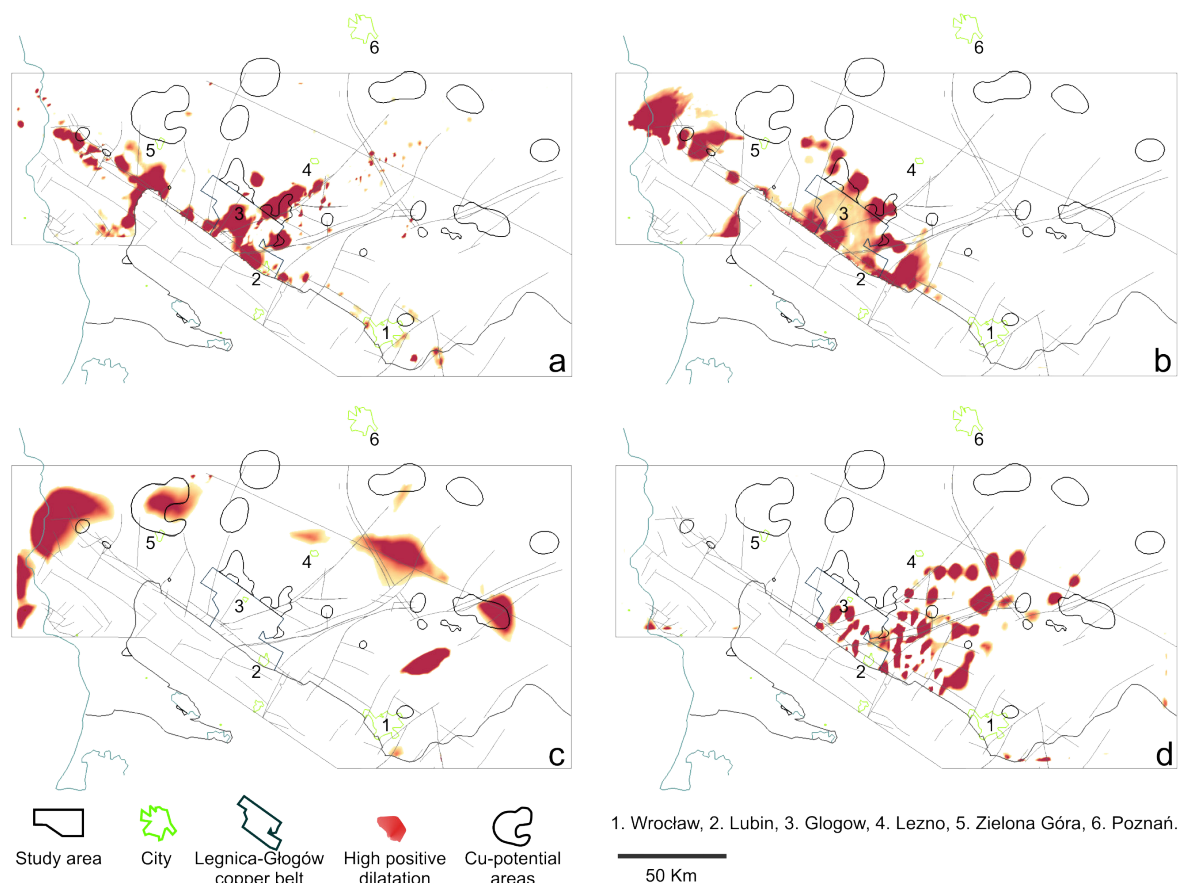 6
6
5
4
3
2
1
a
5
4
3
2
1
b
6
6
5
4
3
2
1
c
5
4
3
2
1
d
1. Wrocław, 2. Lubin, 3. Glogow, 4. Lezno, 5. Zielona Góra, 6. Poznań.
Study area
City
Legnica-Głogów
copper belt
High positive
dilatation
Cu-potential
areas
50 Km